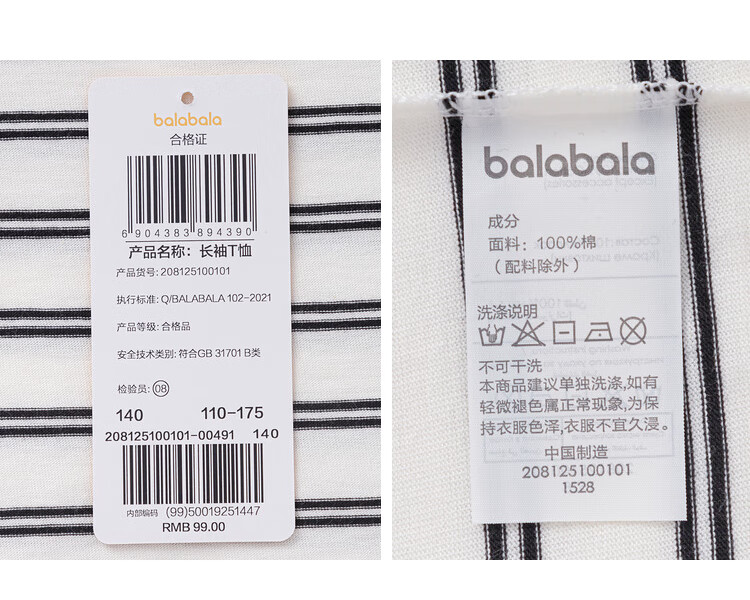 balabala
合格证
6 904383 894390
产品名称：长袖T恤
产品货号: 208125100101
执行标准: Q/BALABALA 102-2021
产品等级: 合格品
安全技术类别: 符合GB 31701 B类
检验员: 08
140 110-175
208125100101-00491 140
内部编码 (99)50019251447
RMB 99.00
balabala
成分
面料：100%棉
（配料除外）
洗涤说明
不可干洗
本商品建议单独洗涤,如有
轻微褪色属正常现象,为保
持衣服色泽,衣服不宜久浸。
中国制造
208125100101
1528